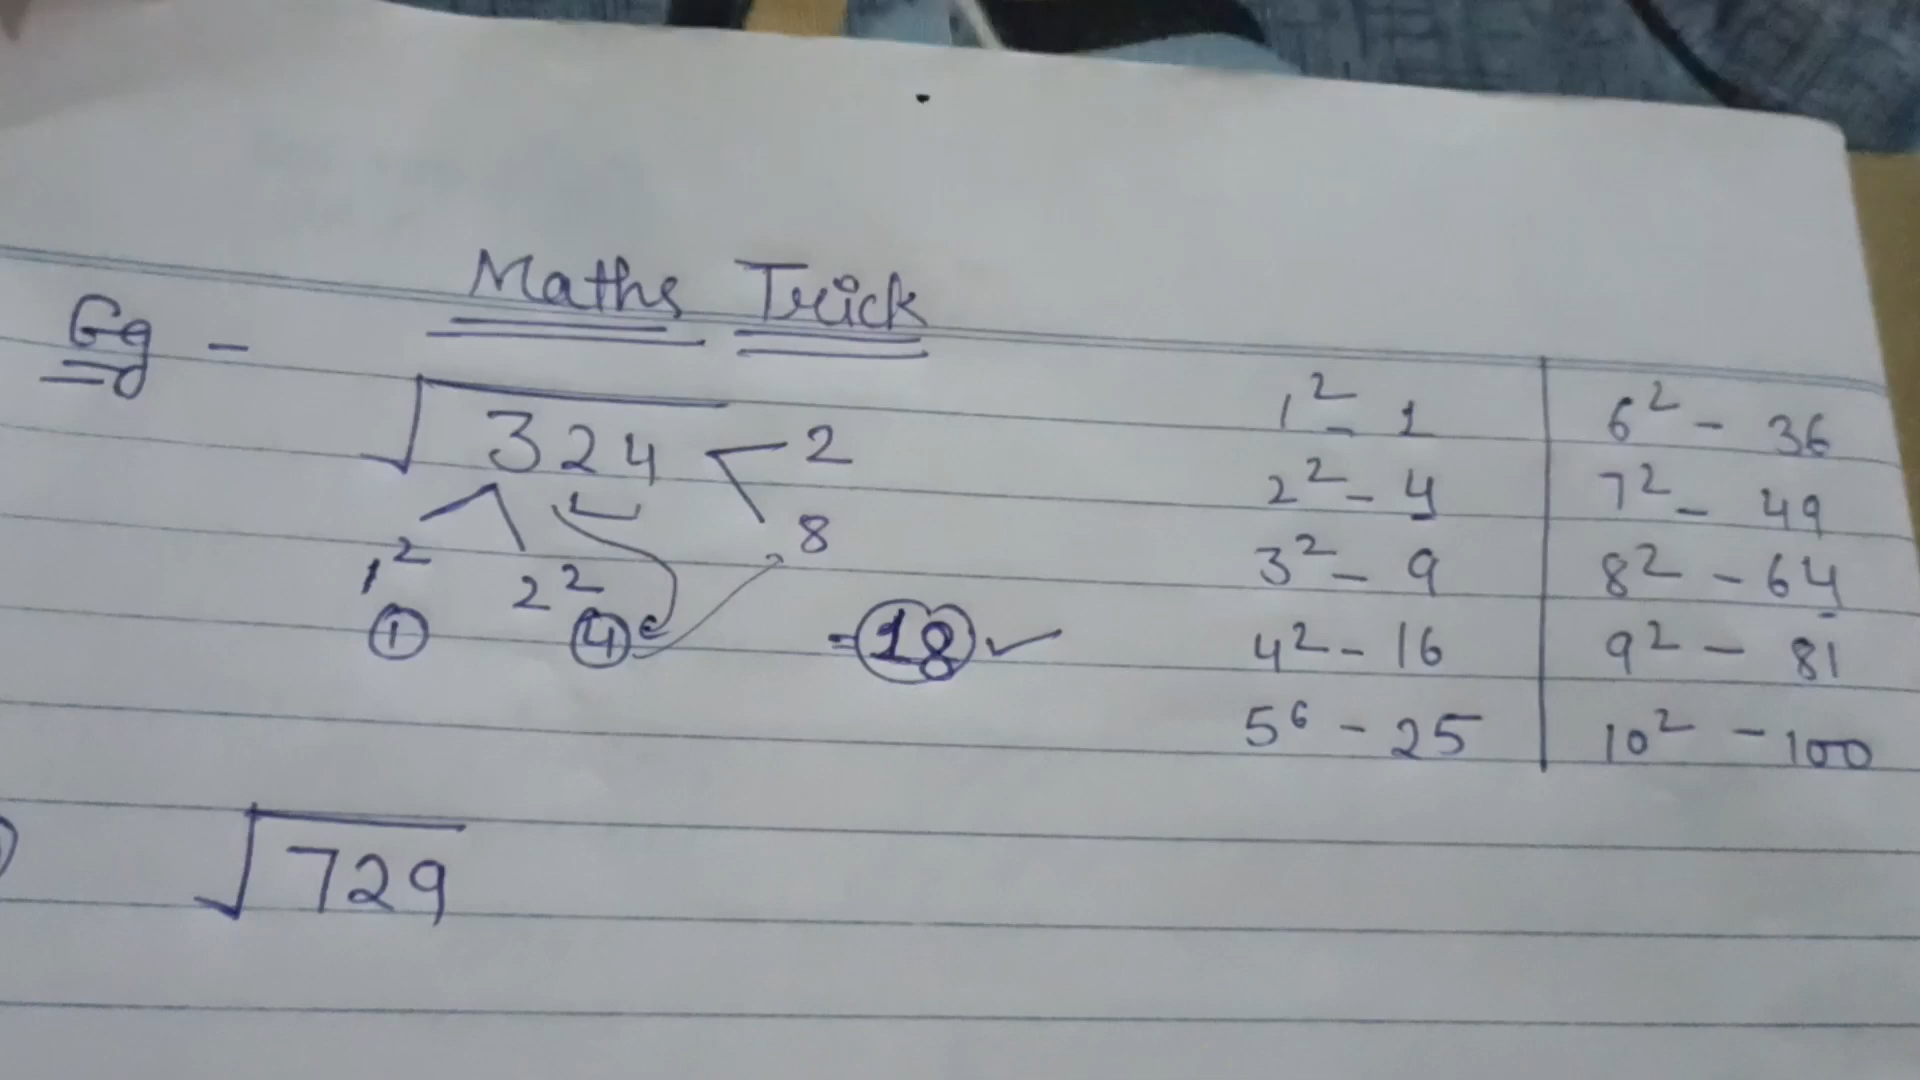 Maths Trick
Eg -
√324 < 2
8
1² 2²
1 4
= 18 ✓
1² - 1
2² - 4
3² - 9
4² - 16
5⁶ - 25
6² - 36
7² - 49
8² - 64
9² - 81
10² - 100
√729